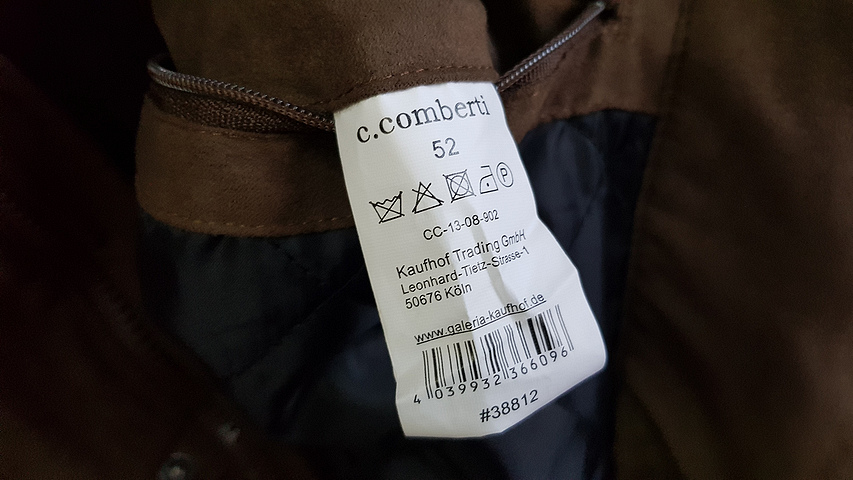 c.comberti
52
P
CC-13-08-902
Kaufhof Trading GmbH
Leonhard-Tietz-Strasse-1
50676 Köln
www.galeria-kaufhof.de
4 039932 366096
#38812